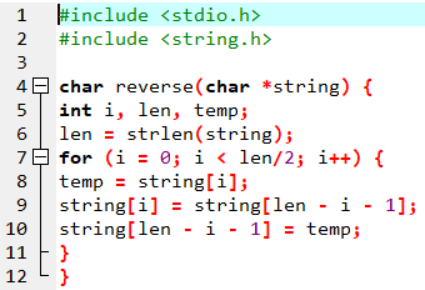 1 #include <stdio.h>
2 #include <string.h>
3
4 char reverse(char *string) {
5 int i, len, temp;
6 len = strlen(string);
7 for (i = 0; i < len/2; i++) {
8 temp = string[i];
9 string[i] = string[len - i - 1];
10 string[len - i - 1] = temp;
11 }
12 }